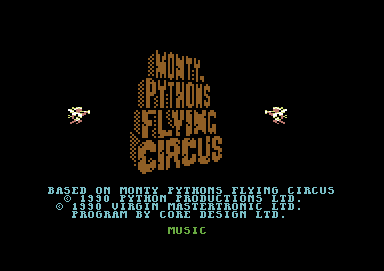 MONTY,
PYTHONS
FLYING
CIRCUS
BASED ON MONTY PYTHONS FLYING CIRCUS
© 1990 PYTHON PRODUCTIONS LTD.
© 1990 VIRGIN MASTERTRONIC LTD.
PROGRAM BY CORE DESIGN LTD.
MUSIC